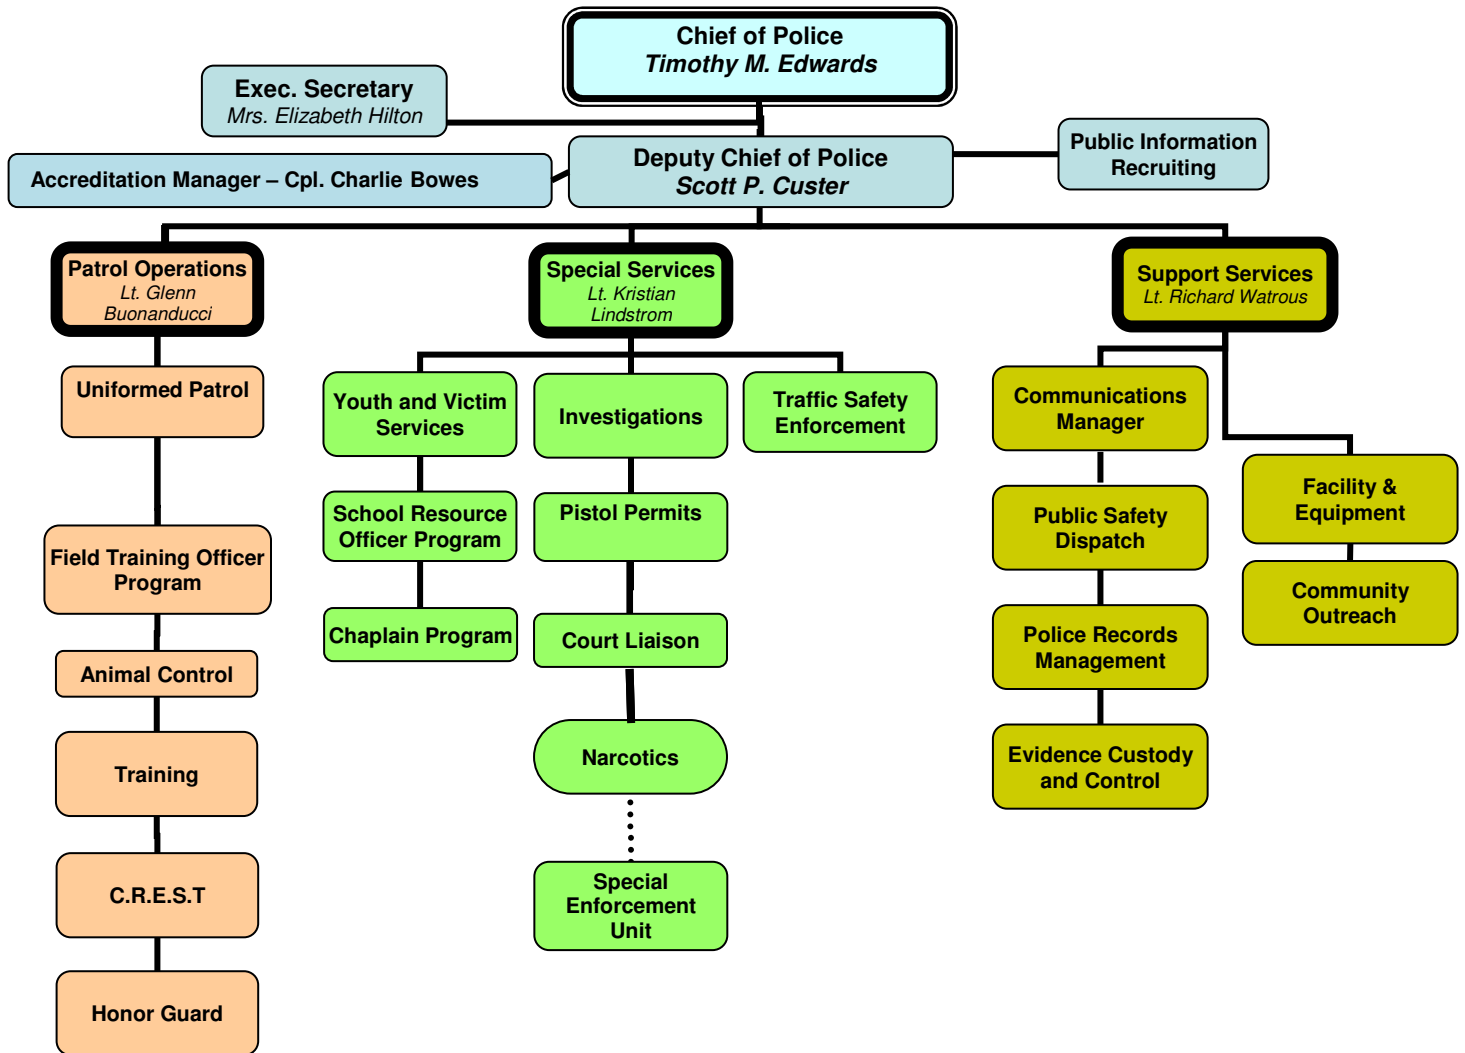 Chief of Police
Timothy M. Edwards
Exec. Secretary
Mrs. Elizabeth Hilton
Deputy Chief of Police
Scott P. Custer
Public Information
Recruiting
Accreditation Manager – Cpl. Charlie Bowes
Patrol Operations
Lt. Glenn
Buonanducci
Special Services
Lt. Kristian
Lindstrom
Support Services
Lt. Richard Watrous
Uniformed Patrol
Field Training Officer
Program
Animal Control
Training
C.R.E.S.T
Honor Guard
Youth and Victim
Services
School Resource
Officer Program
Chaplain Program
Investigations
Pistol Permits
Court Liaison
Narcotics
Special
Enforcement
Unit
Traffic Safety
Enforcement
Communications
Manager
Public Safety
Dispatch
Police Records
Management
Evidence Custody
and Control
Facility &
Equipment
Community
Outreach